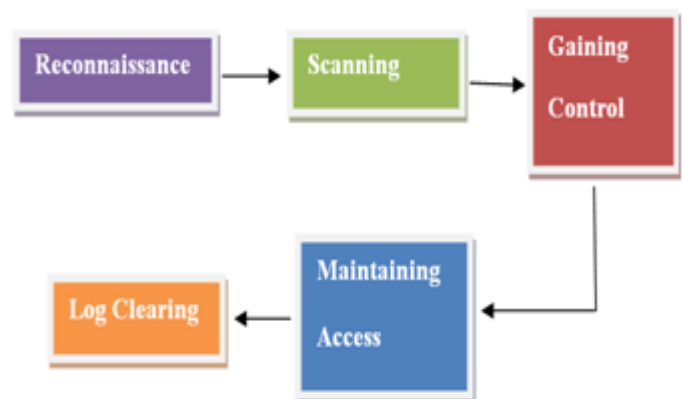 Reconnaissance
Scanning
Gaining
Control
Maintaining
Access
Log Clearing